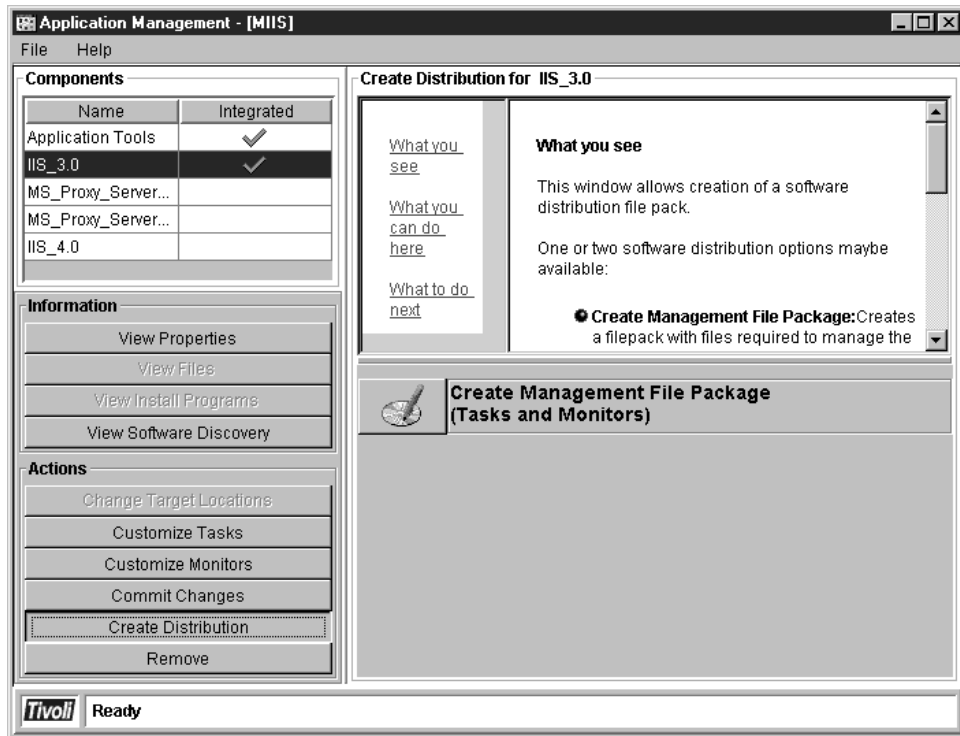 Application Management - [MIIS]
File Help
Components
Name Integrated
Application Tools
IIS_3.0
MS_Proxy_Server...
MS_Proxy_Server...
IIS_4.0
Information
View Properties
View Files
View Install Programs
View Software Discovery
Actions
Change Target Locations
Customize Tasks
Customize Monitors
Commit Changes
Create Distribution
Remove
Create Distribution for IIS_3.0
What you
see
What you
can do
here
What to do
next
What you see
This window allows creation of a software
distribution file pack.
One or two software distribution options maybe
available:
Create Management File Package:Creates
a filepack with files required to manage the
Create Management File Package
(Tasks and Monitors)
Tivoli Ready